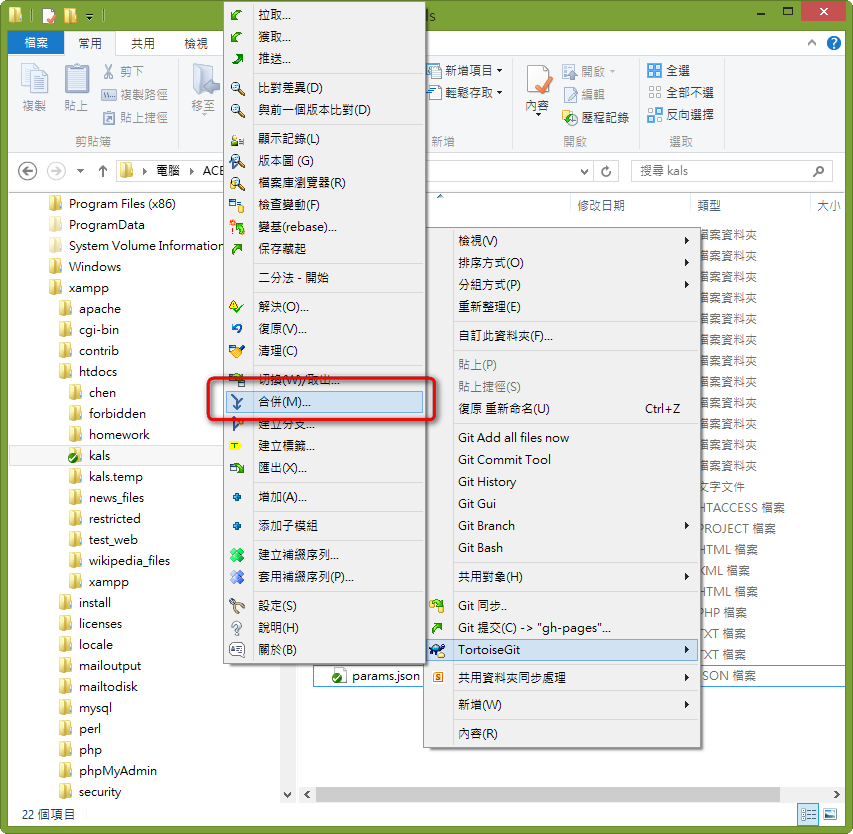 ls
檔案
常用
共用
檢視
複製
貼上
剪下
複製路徑
貼上捷徑
剪貼簿
移至
新增項目
輕鬆存取
新增
內容
開啟
編輯
歷程記錄
開啟
全選
全部不選
反向選擇
選取
電腦
ACE
搜尋 kals
Program Files (x86)
ProgramData
System Volume Information
Windows
xampp
apache
cgi-bin
contrib
htdocs
chen
forbidden
homework
kals
kals.temp
news_files
restricted
test_web
wikipedia_files
xampp
install
licenses
locale
mailoutput
mailtodisk
mysql
perl
php
phpMyAdmin
security
22 個項目
拉取...
獲取...
推送...
比對差異(D)
與前一個版本比對(D)
顯示記錄(L)
版本圖 (G)
檔案庫瀏覽器(R)
檢查變動(F)
變基(rebase)...
保存藏起
二分法 - 開始
解決(O)...
復原(V)...
清理(C)
切換(W)/取出...
合併(M)...
建立分支...
建立標籤...
匯出(X)...
增加(A)...
添加子模組
建立補綴序列...
套用補綴序列(P)...
設定(S)
說明(H)
關於(B)
檢視(V)
排序方式(O)
分組方式(P)
重新整理(E)
自訂此資料夾(F)...
貼上(P)
貼上捷徑(S)
復原 重新命名(U) Ctrl+Z
Git Add all files now
Git Commit Tool
Git History
Git Gui
Git Branch
Git Bash
共用對象(H)
Git 同步..
Git 提交(C) -> "gh-pages"...
TortoiseGit
共用資料夾同步處理
新增(W)
內容(R)
修改日期
類型
大小
檔案資料夾
檔案資料夾
檔案資料夾
檔案資料夾
檔案資料夾
檔案資料夾
檔案資料夾
檔案資料夾
檔案資料夾
檔案資料夾
檔案資料夾
檔案資料夾
文字文件
HTACCESS 檔案
PROJECT 檔案
HTML 檔案
XML 檔案
HTML 檔案
PHP 檔案
TXT 檔案
TXT 檔案
params.json
JSON 檔案